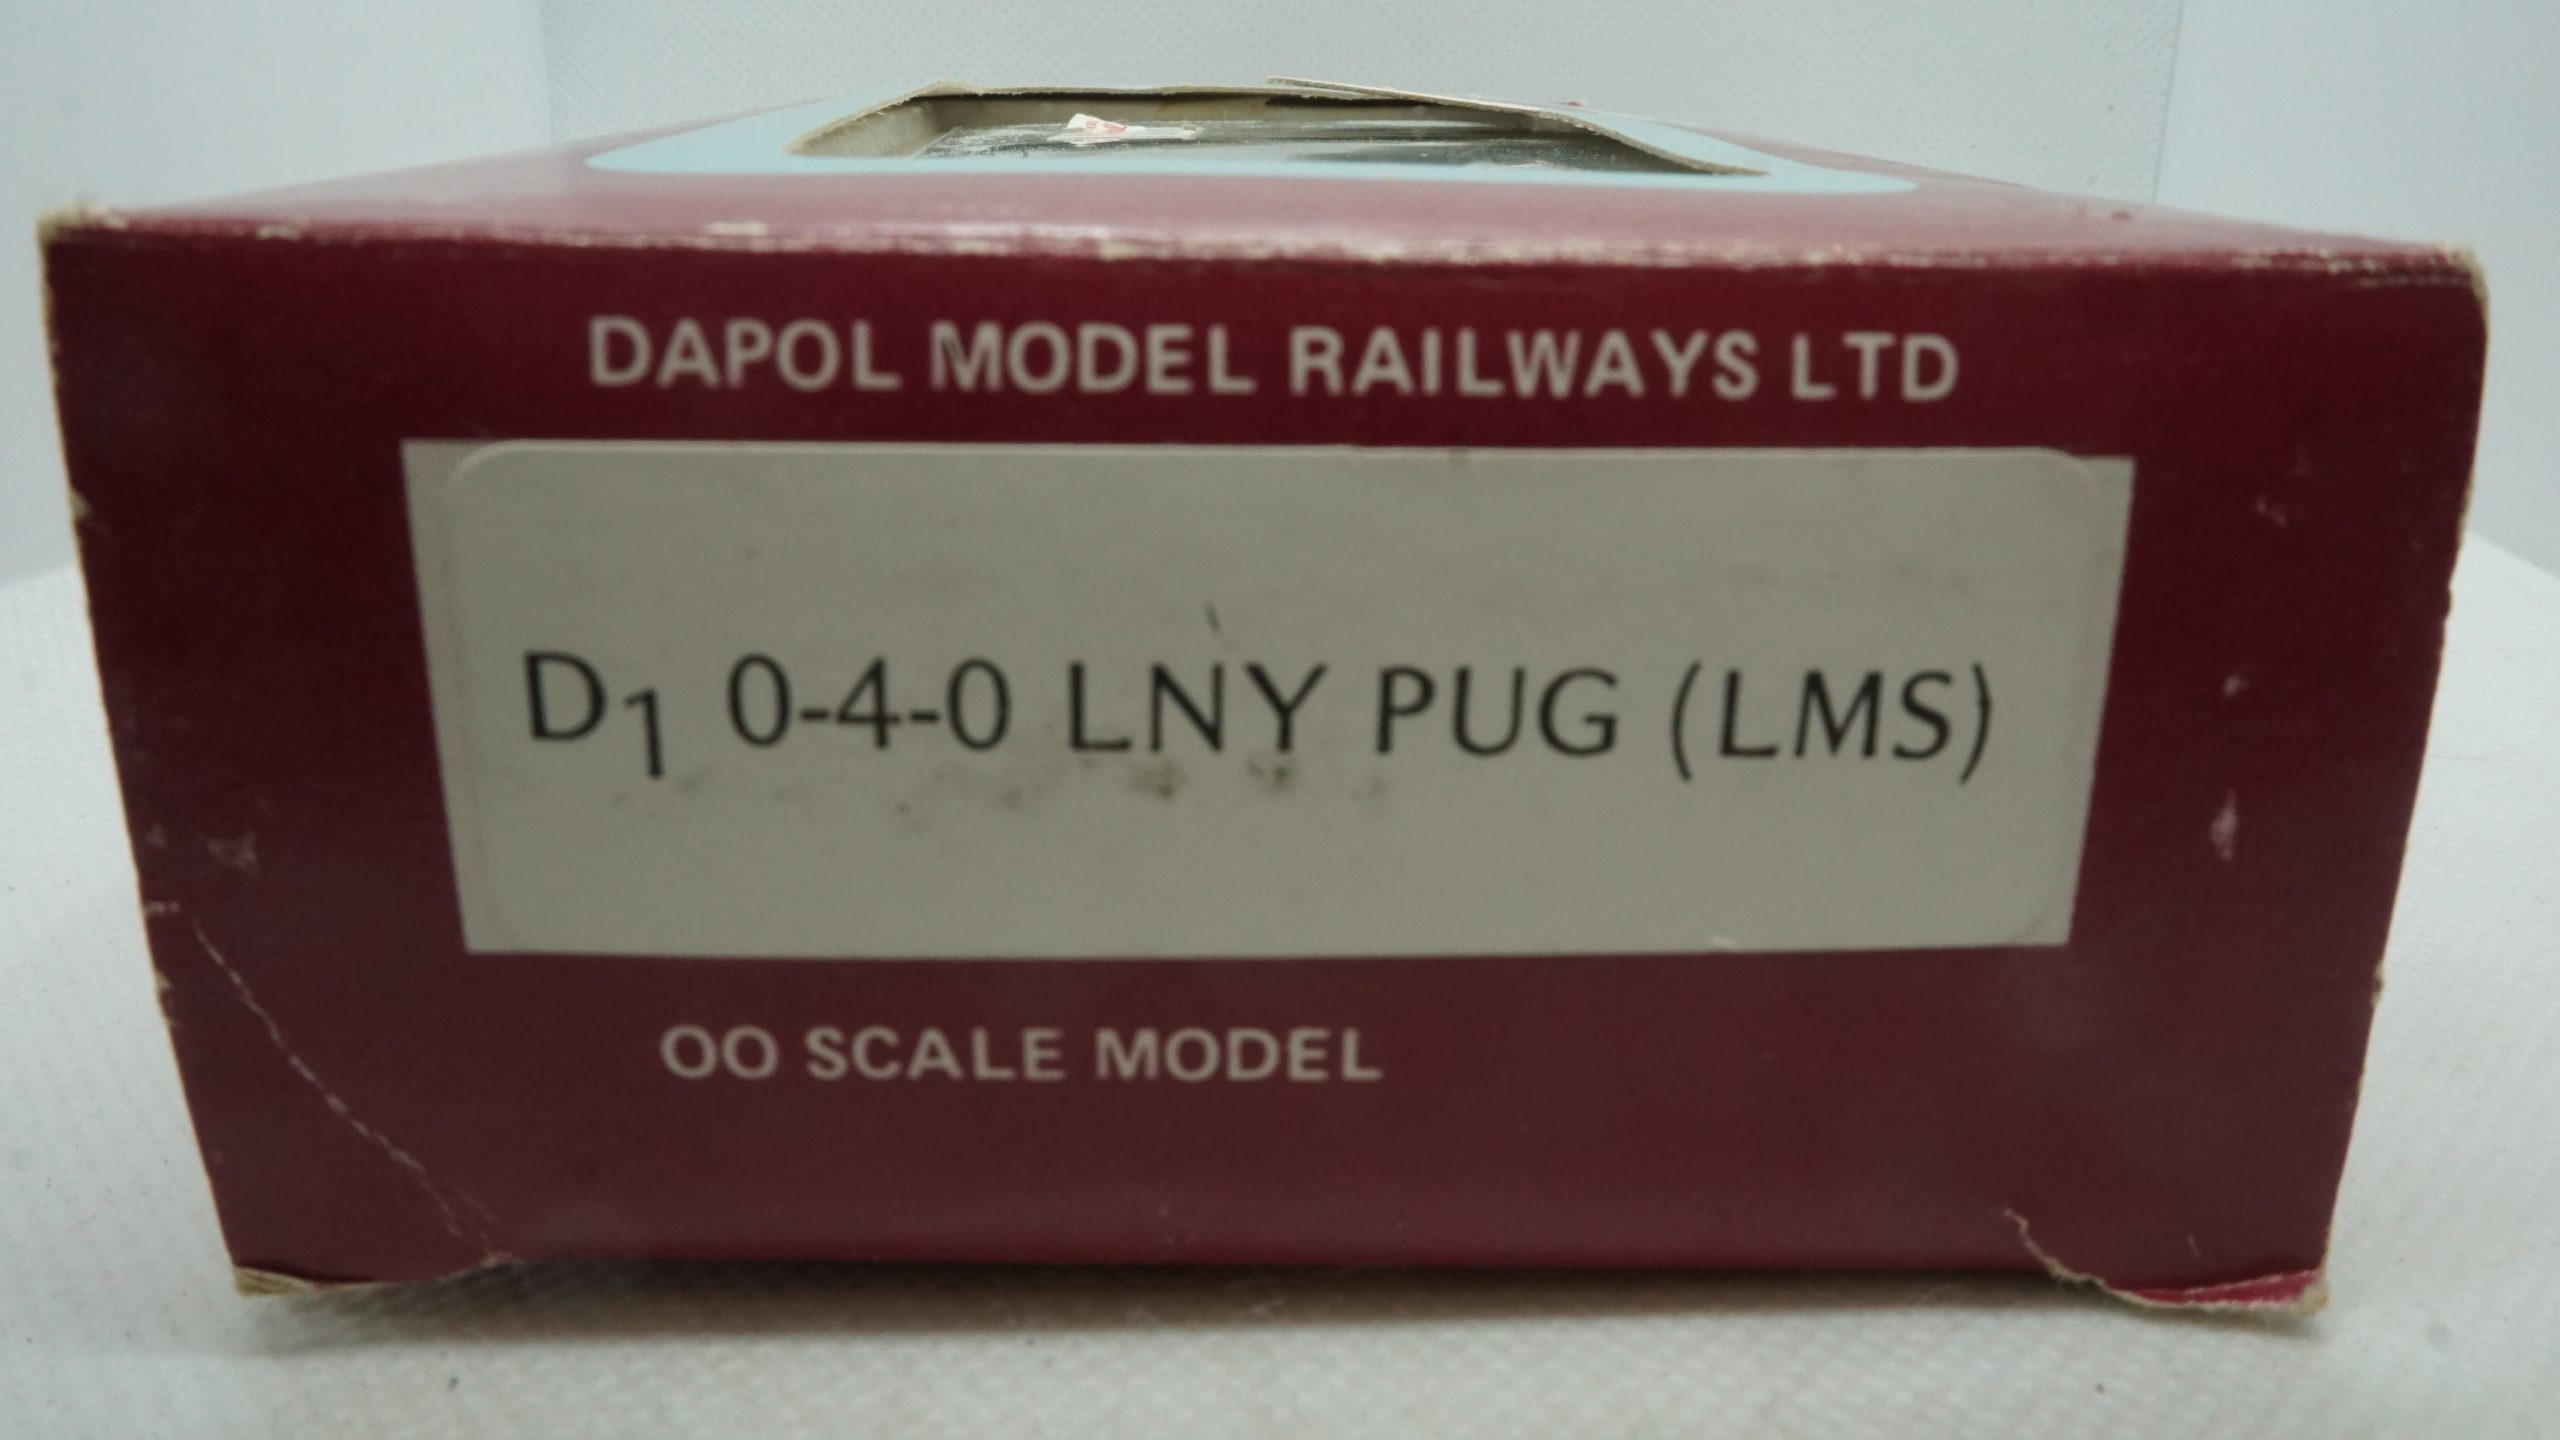 DAPOL MODEL RAILWAYS LTD
D1 0-4-0 LNY PUG (LMS)
OO SCALE MODEL